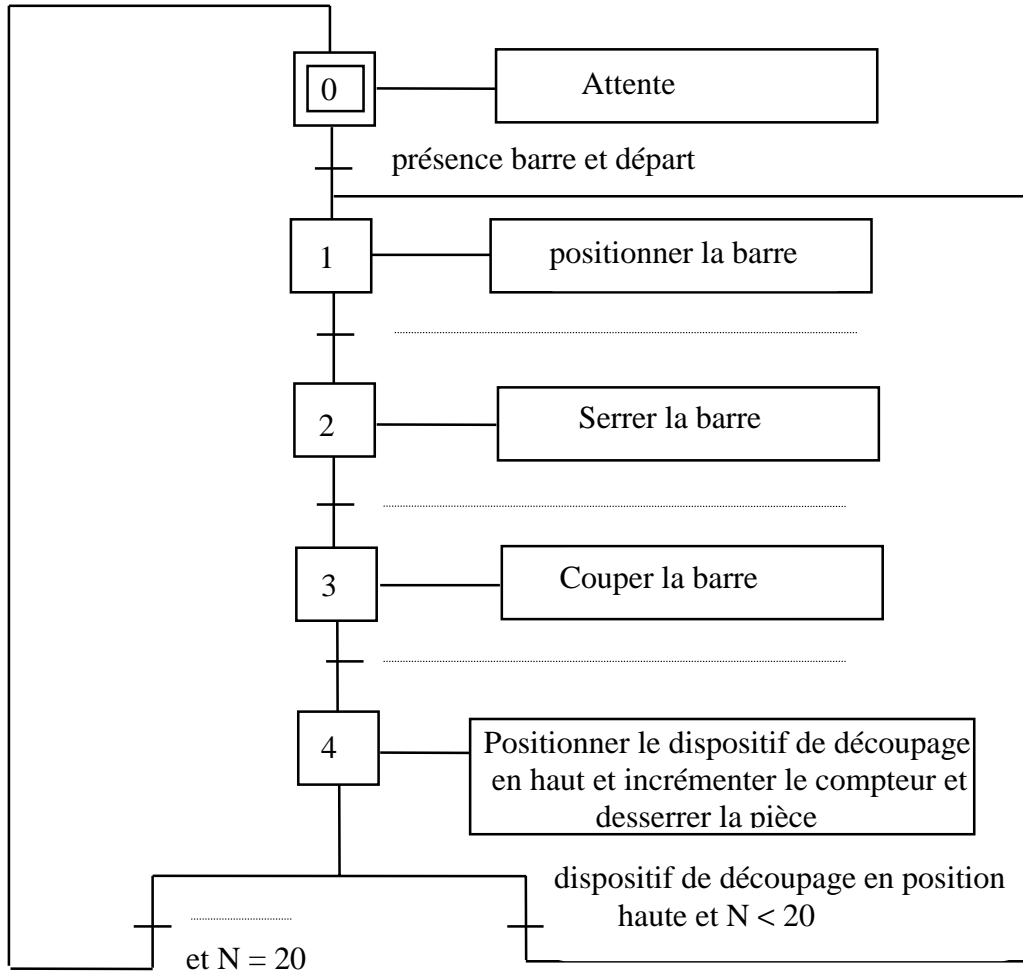 0
Attente
présence barre et départ
1
positionner la barre
2
Serrer la barre
3
Couper la barre
4
Positionner le dispositif de découpage
en haut et incrémenter le compteur et
desserrer la pièce
dispositif de découpage en position
haute et N < 20
et N = 20